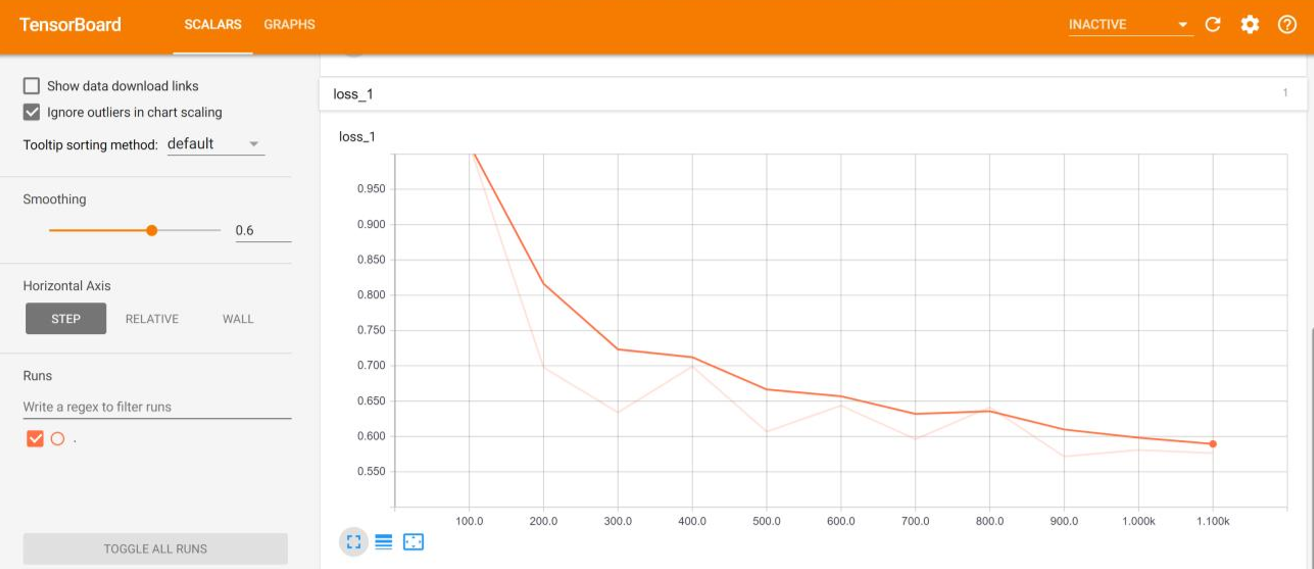 TensorBoard SCALARS GRAPHS INACTIVE
Show data download links
Ignore outliers in chart scaling
Tooltip sorting method: default
Smoothing
0.6
Horizontal Axis
STEP RELATIVE WALL
Runs
Write a regex to filter runs
.
TOGGLE ALL RUNS
loss_1 1
loss_1
0.950
0.900
0.850
0.800
0.750
0.700
0.650
0.600
0.550
100.0 200.0 300.0 400.0 500.0 600.0 700.0 800.0 900.0 1.000k 1.100k